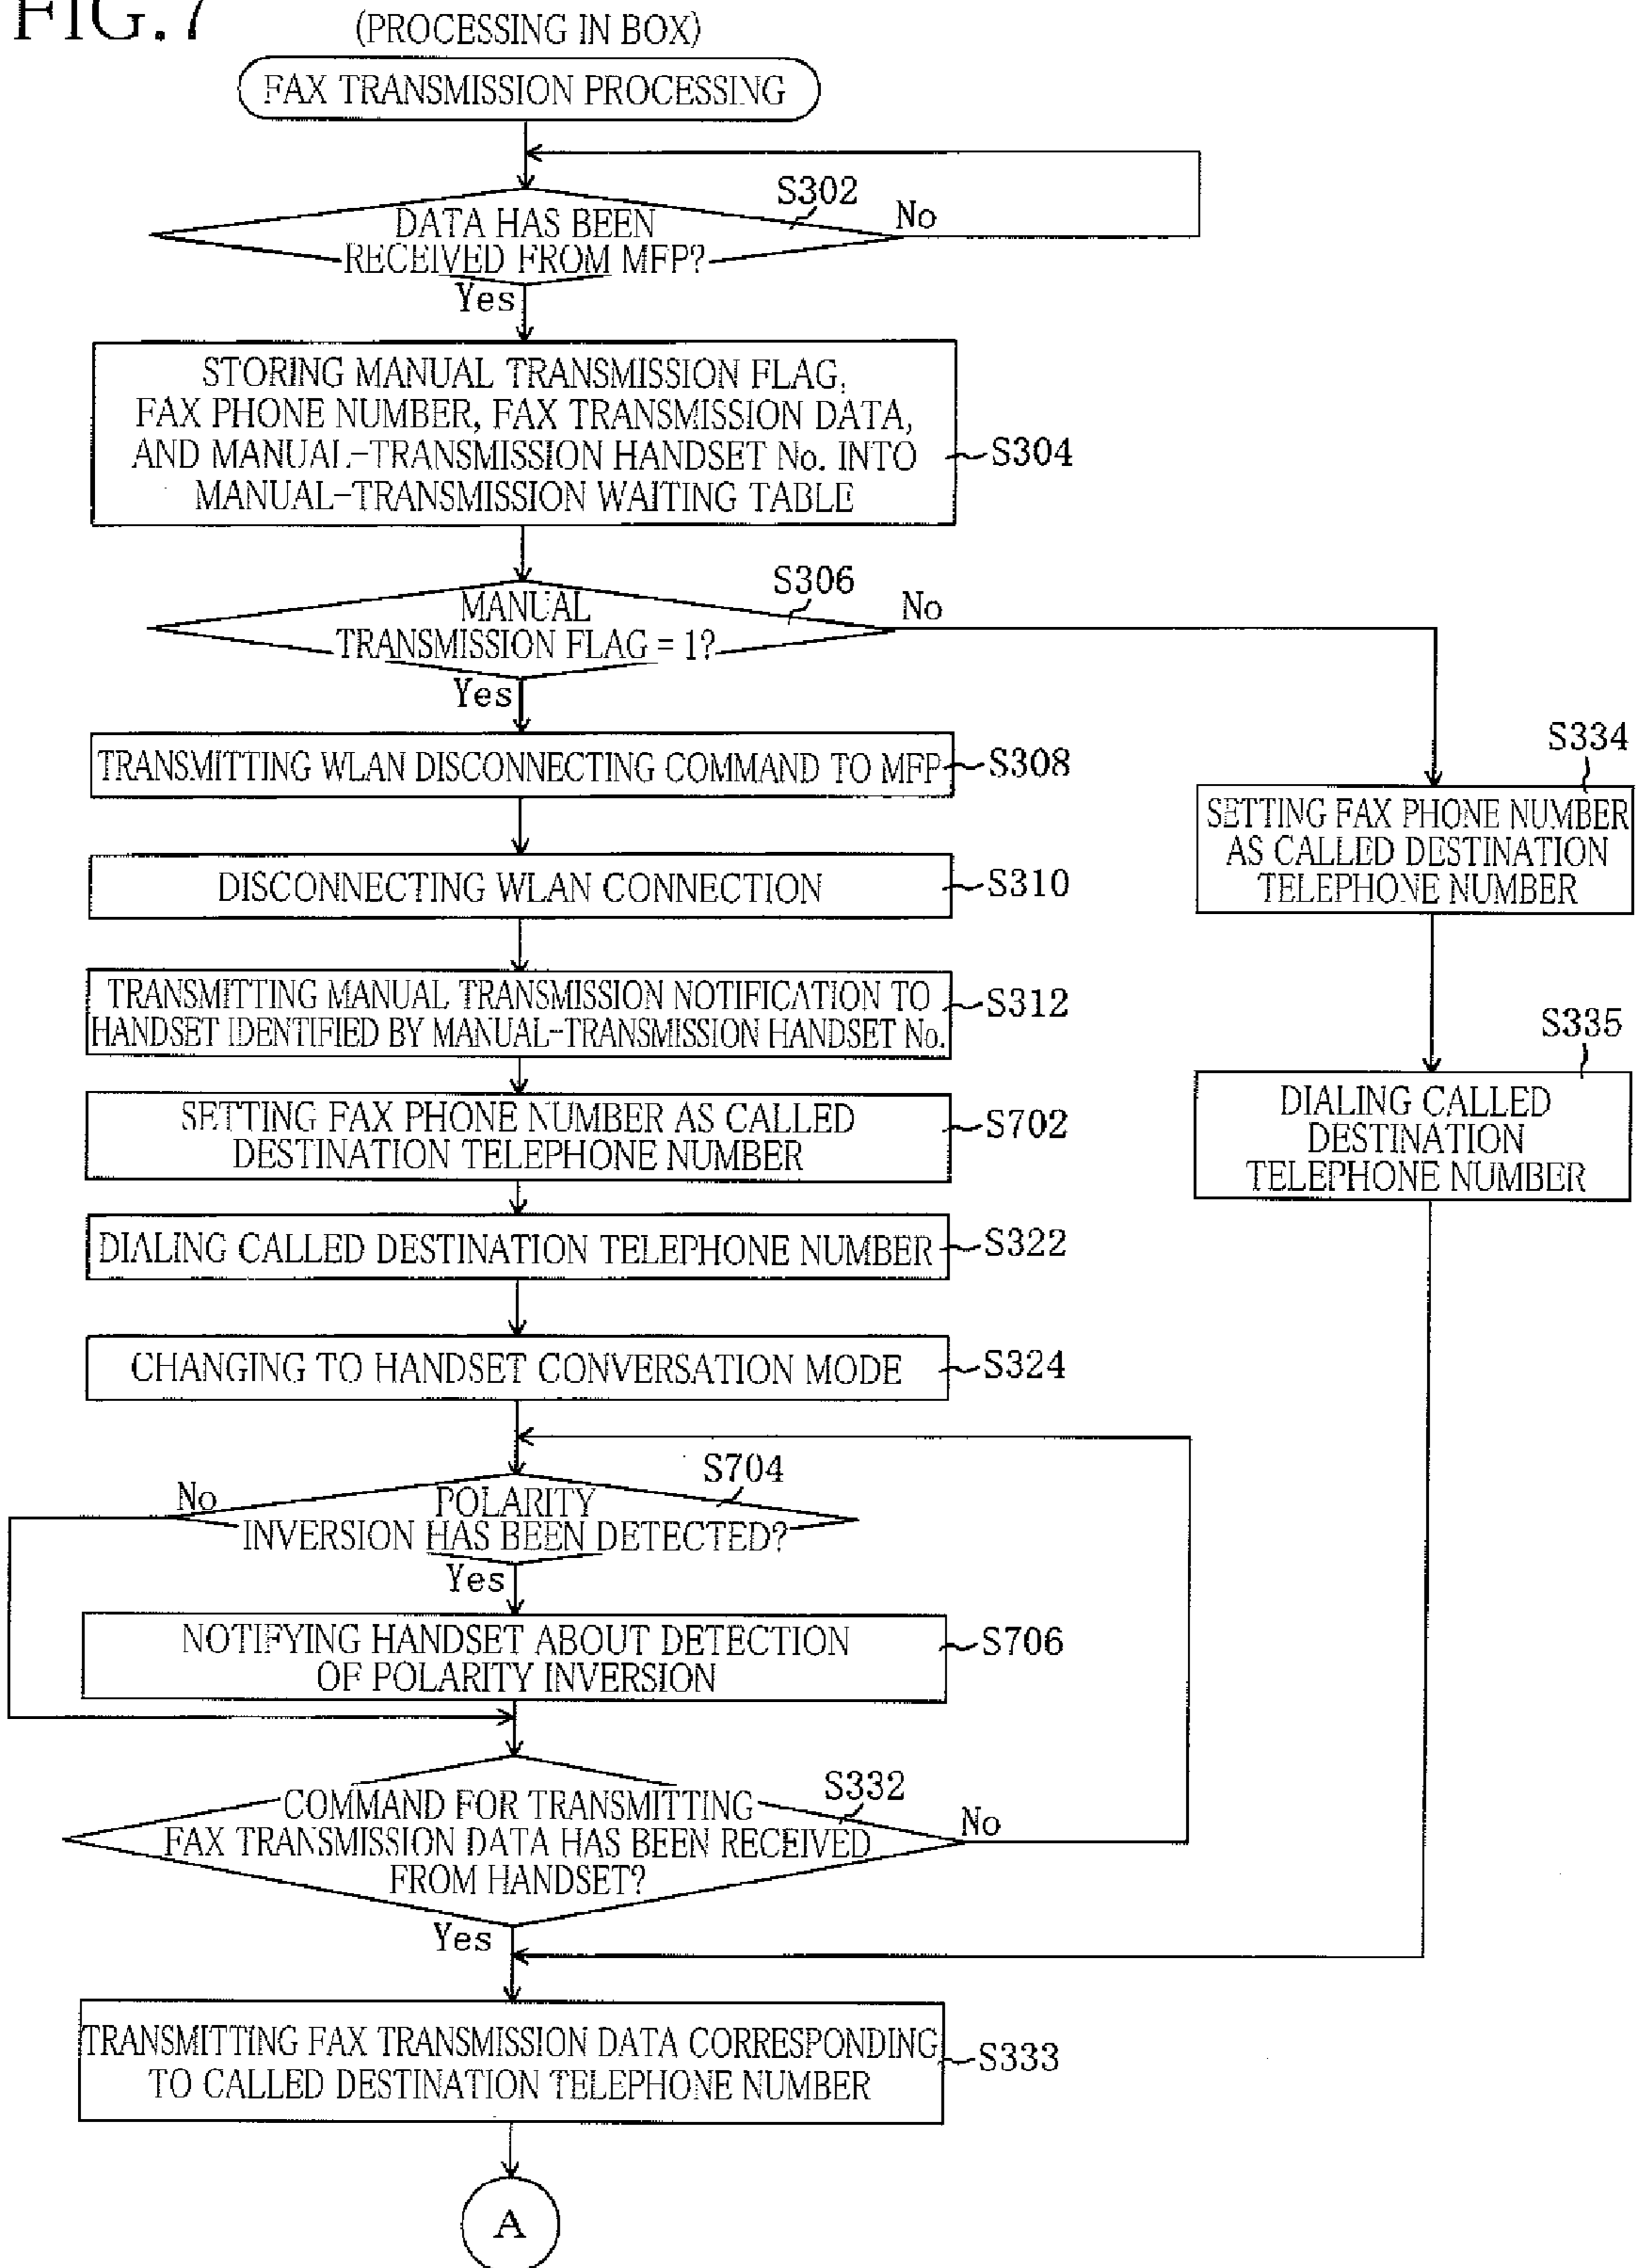 FIG.7
(PROCESSING IN BOX)
FAX TRANSMISSION PROCESSING
S302
DATA HAS BEEN
RECEIVED FROM MFP?
No
Yes
STORING MANUAL TRANSMISSION FLAG,
FAX PHONE NUMBER, FAX TRANSMISSION DATA,
AND MANUAL-TRANSMISSION HANDSET No. INTO
MANUAL-TRANSMISSION WAITING TABLE
S304
S306
MANUAL
TRANSMISSION FLAG = 1?
No
Yes
TRANSMITTING WLAN DISCONNECTING COMMAND TO MFP
S308
S334
SETTING FAX PHONE NUMBER
AS CALLED DESTINATION
TELEPHONE NUMBER
DISCONNECTING WLAN CONNECTION
S310
TRANSMITTING MANUAL TRANSMISSION NOTIFICATION TO
HANDSET IDENTIFIED BY MANUAL-TRANSMISSION HANDSET No.
S312
S335
DIALING CALLED
DESTINATION
TELEPHONE NUMBER
SETTING FAX PHONE NUMBER AS CALLED
DESTINATION TELEPHONE NUMBER
S702
DIALING CALLED DESTINATION TELEPHONE NUMBER
S322
CHANGING TO HANDSET CONVERSATION MODE
S324
S704
No
POLARITY
INVERSION HAS BEEN DETECTED?
Yes
NOTIFYING HANDSET ABOUT DETECTION
OF POLARITY INVERSION
S706
S332
COMMAND FOR TRANSMITTING
FAX TRANSMISSION DATA HAS BEEN RECEIVED
FROM HANDSET?
No
Yes
TRANSMITTING FAX TRANSMISSION DATA CORRESPONDING
TO CALLED DESTINATION TELEPHONE NUMBER
S333
A